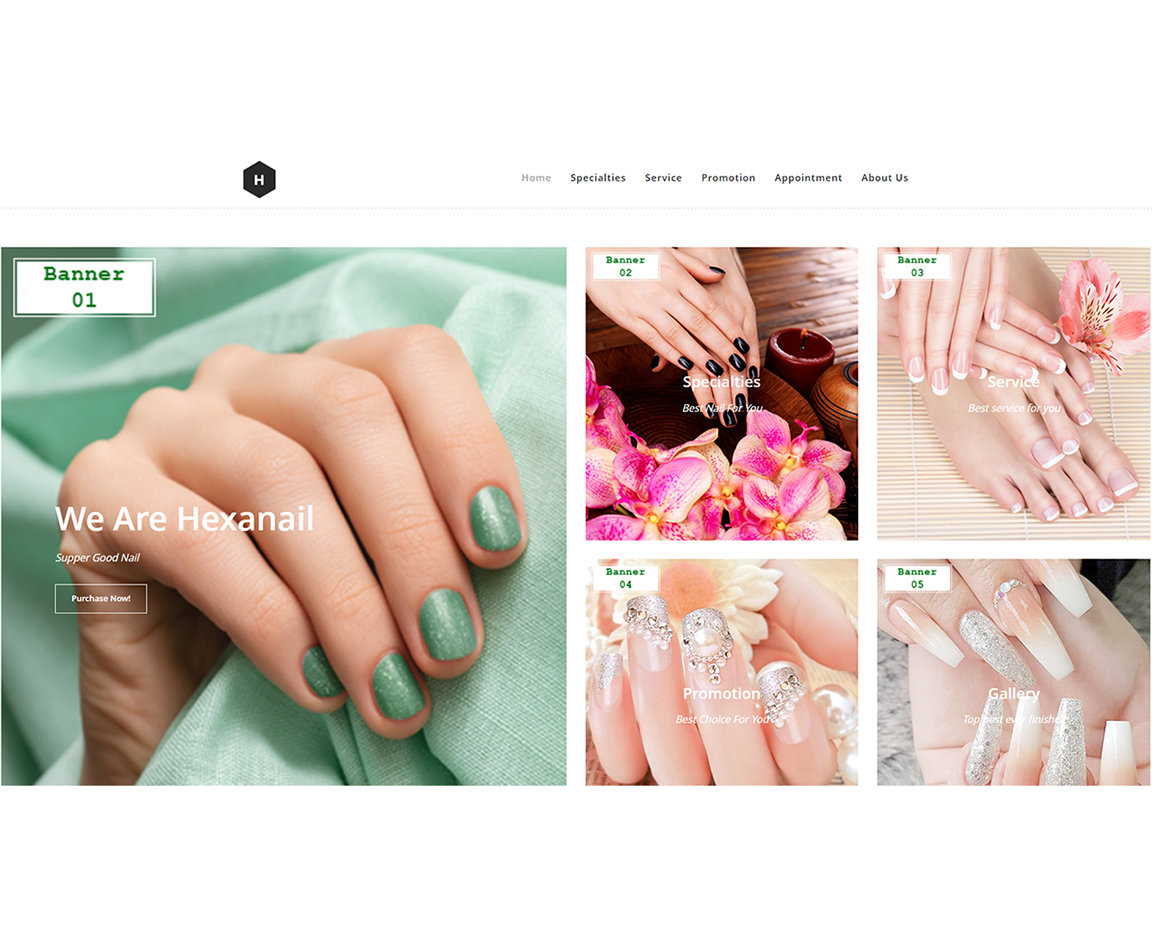 H
Home Specialties Service Promotion Appointment About Us
Banner
01
We Are Hexanail
Supper Good Nail
Purchase Now!
Banner
02
Specialties
Best Nail For You
Banner
03
Service
Best service for you
Banner
04
Promotion
Best Choice For You
Banner
05
Gallery
Top best ever finished